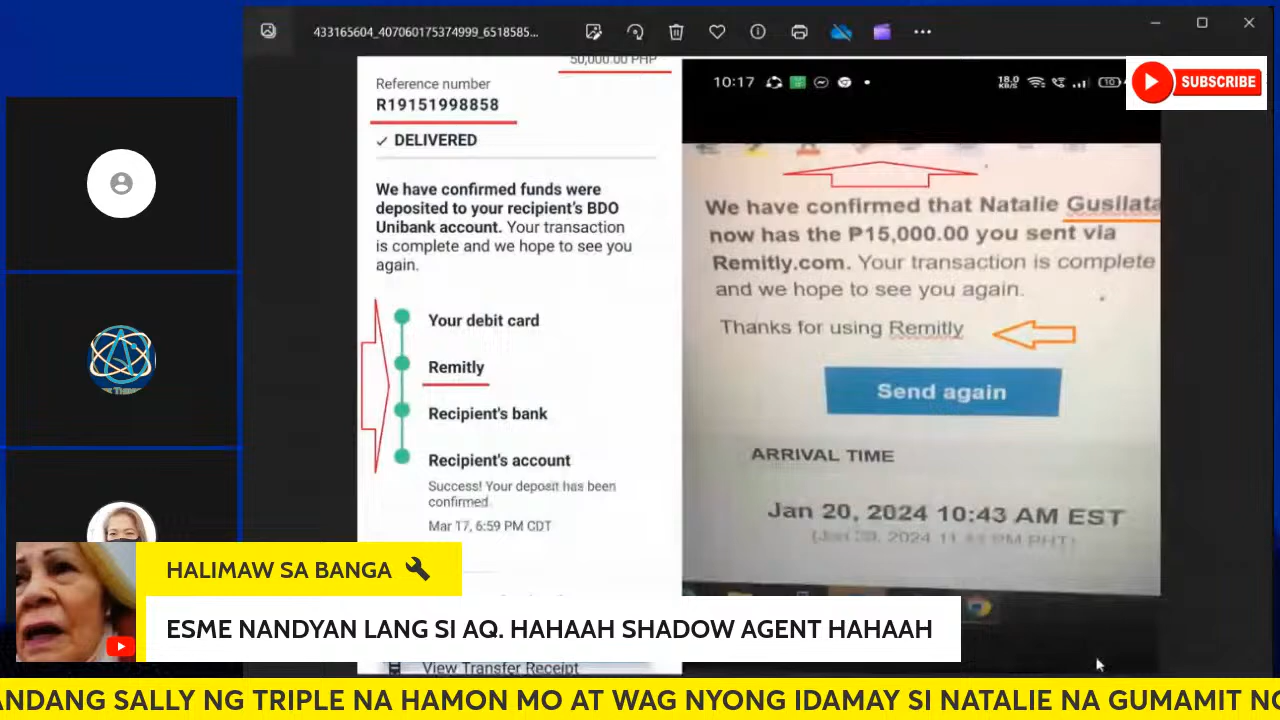 433165604_407060175374999_6518585...
50,000.00 PHP
Reference number
R19151998858
DELIVERED
We have confirmed funds were
deposited to your recipient's BDO
Unibank account. Your transaction
is complete and we hope to see you
again.
Your debit card
Remitly
Recipient's bank
Recipient's account
Success! Your deposit has been
confirmed.
Mar 17, 6:59 PM CDT
View Transfer Receipt
10:17
18.0
KB/S
10
SUBSCRIBE
We have confirmed that Natalie Gusilata
now has the ₱15,000.00 you sent via
Remitly.com. Your transaction is complete
and we hope to see you again.
Thanks for using Remitly
Send again
ARRIVAL TIME
Jan 20, 2024 10:43 AM EST
HALIMAW SA BANGA
ESME NANDYAN LANG SI AQ. HAHAAH SHADOW AGENT HAHAAH
ANDANG SALLY NG TRIPLE NA HAMON MO AT WAG NYONG IDAMAY SI NATALIE NA GUMAMIT NG